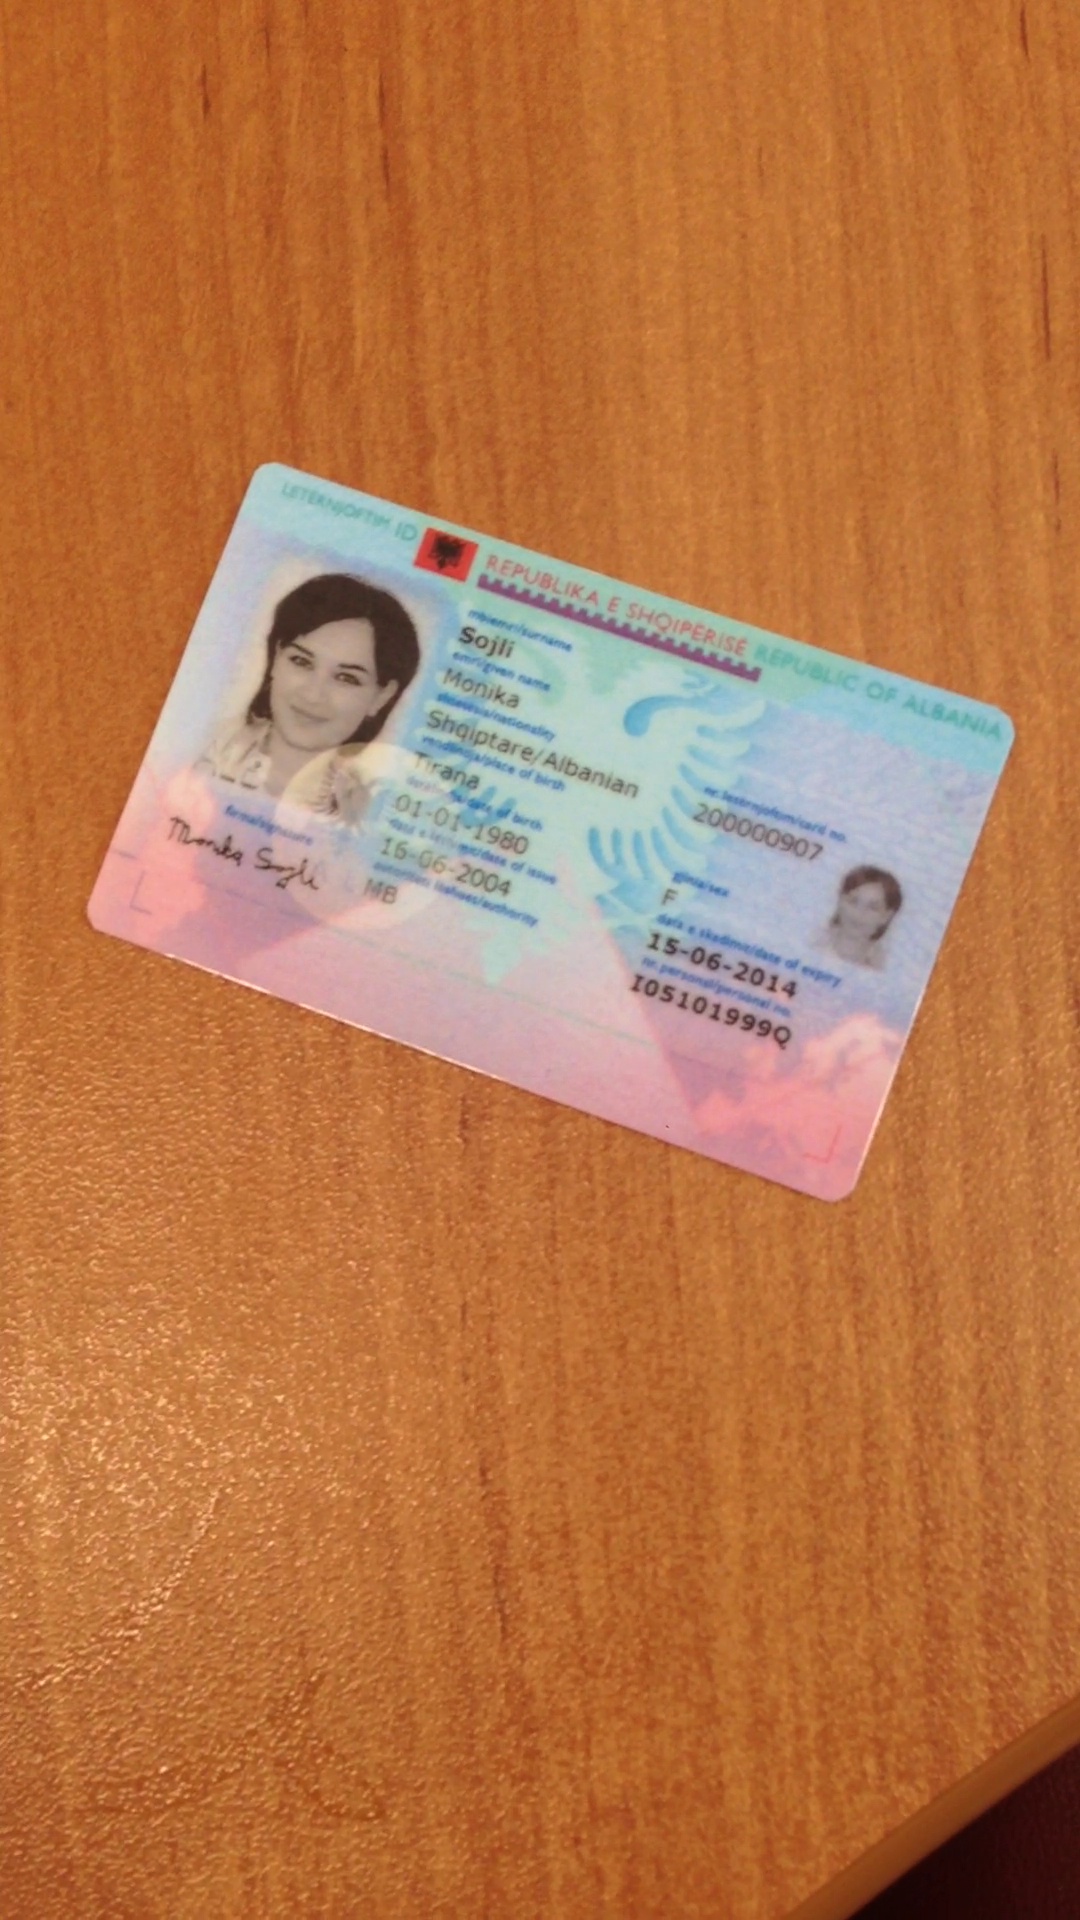 LETËRNJOFTIM ID
REPUBLIKA E SHQIPËRISË REPUBLIC OF ALBANIA
mbiemri/surname
Sojli
emri/given name
Monika
shtetësia/nationality
Shqiptare/Albanian
vendlindja/place of birth
Tirana
datëlindja/date of birth
01-01-1980
data e lëshimit/date of issue
16-06-2004
autoriteti lëshues/authority
MB
firma/signature
Monika Sojli
nr. letërnjoftim/card no.
200000907
gjinia/sex
F
data e skadimit/date of expiry
15-06-2014
nr. personal/personal no.
I05101999Q